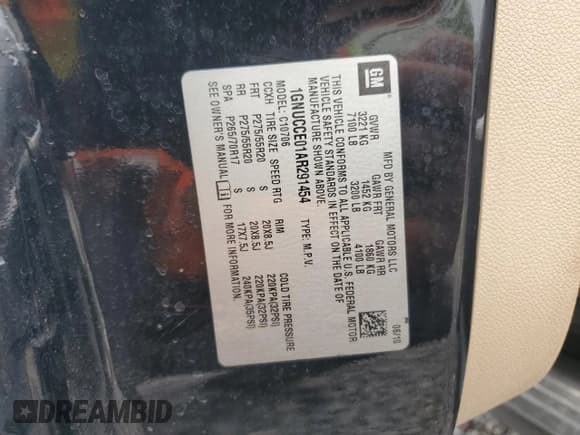 GM
MFD BY GENERAL MOTORS LLC
06/10
GVWR GAWR FRT GAWR RR
3221 KG 1452 KG 1860 KG
7100 LB 3200 LB 4100 LB
THIS VEHICLE CONFORMS TO ALL APPLICABLE U.S. FEDERAL MOTOR
VEHICLE SAFETY STANDARDS IN EFFECT ON THE DATE OF
MANUFACTURE SHOWN ABOVE.
1GNUCCE01AR291454 TYPE: M.P.V.
MODEL: C10706
CCXH TIRE SIZE SPEED RTG RIM COLD TIRE PRESSURE
FRT P275/55R20 S 20X8.5J 220KPA(32PSI)
RR P275/55R20 S 20X8.5J 220KPA(32PSI)
SPA P265/70R17 S 17X7.5J 240KPA(35PSI)
SEE OWNER'S MANUAL i FOR MORE INFORMATION.
DREAMBID